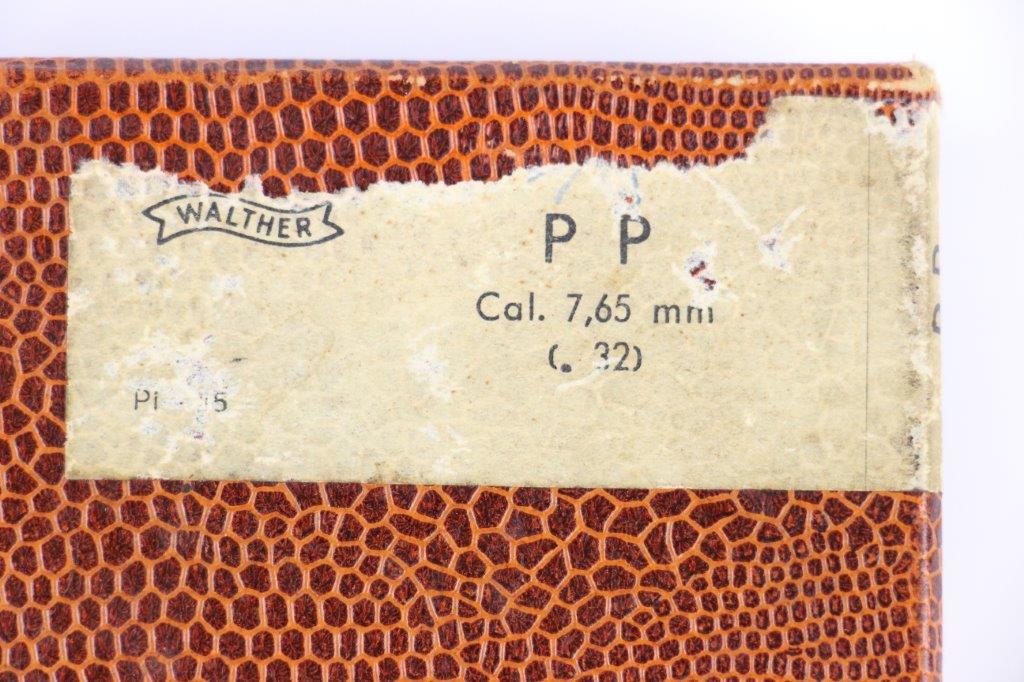 WALTHER
P P
Cal. 7,65 mm
(. 32)